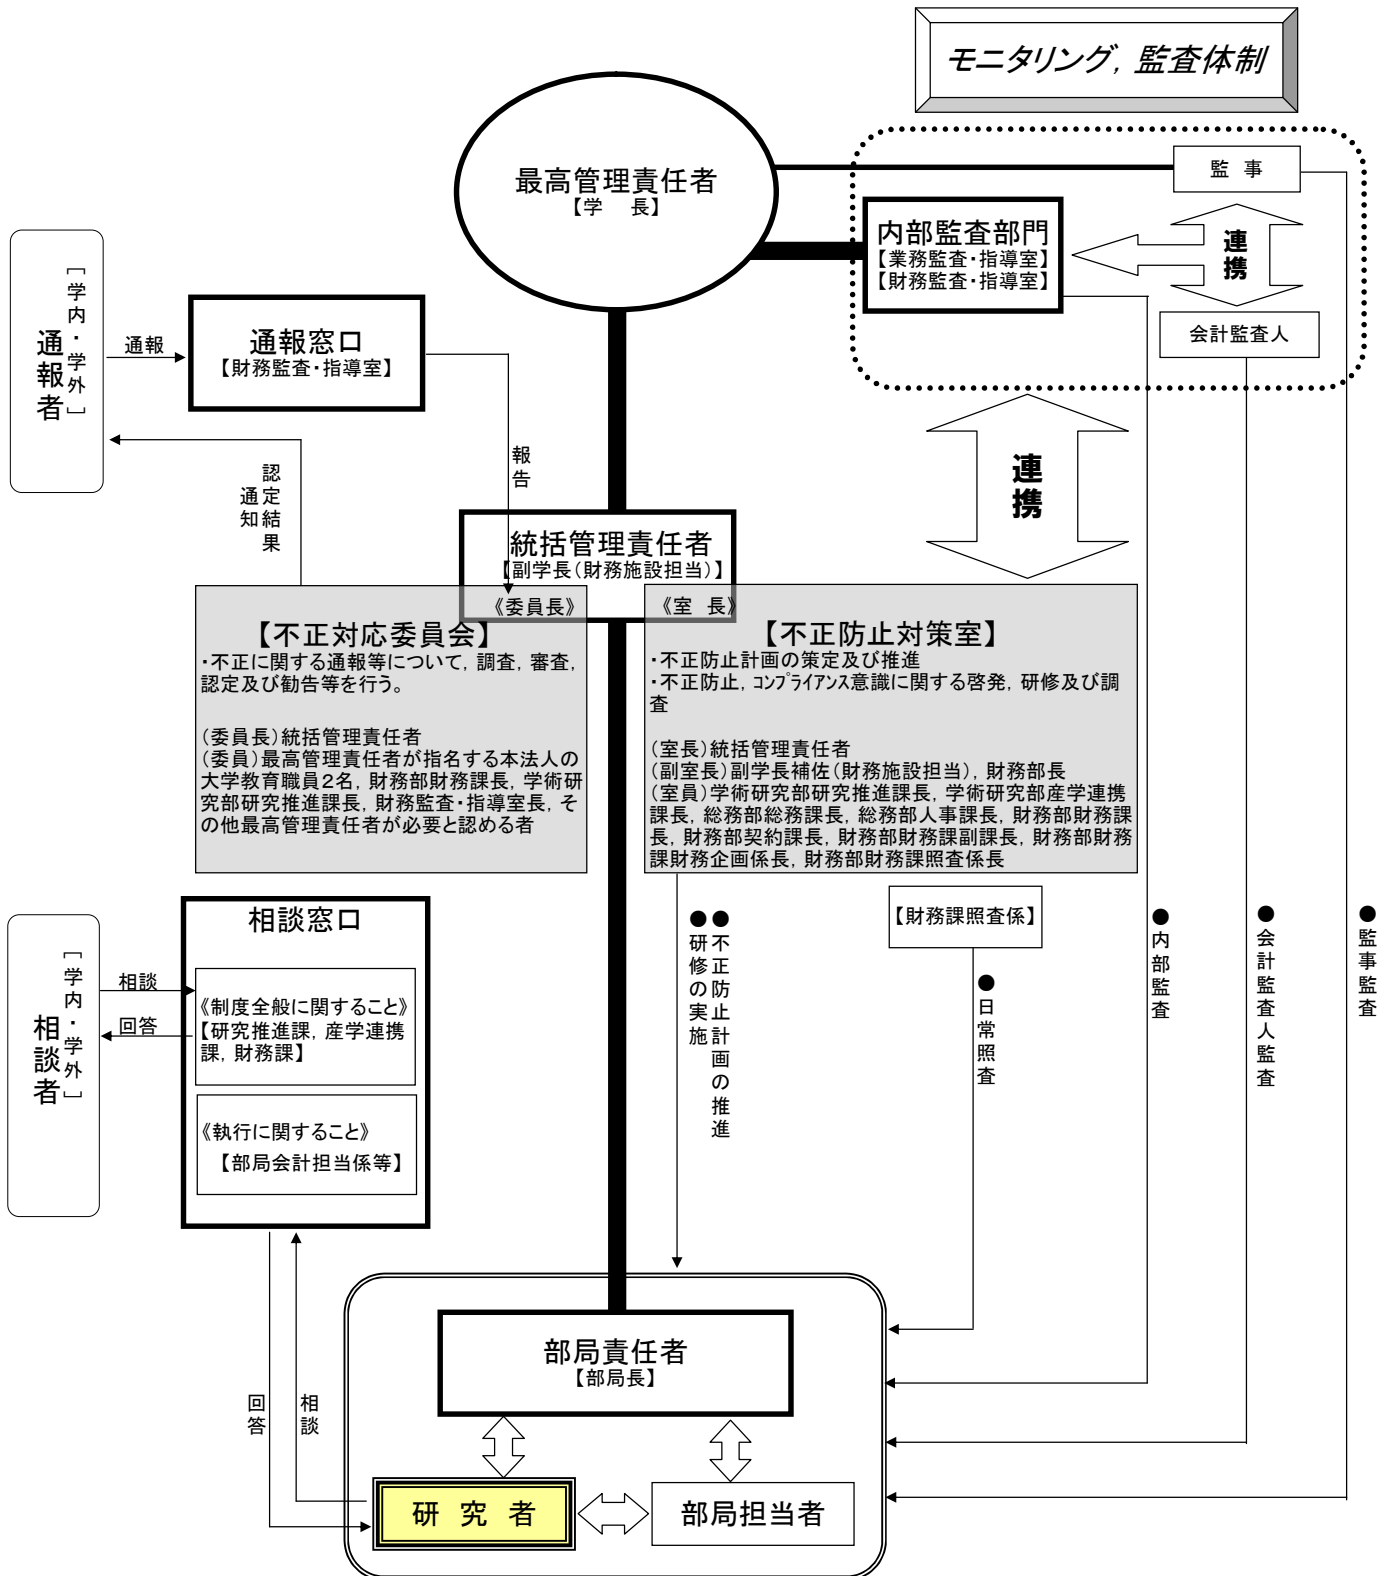 モニタリング, 監査体制
最高管理責任者
【学 長】
監 事
内部監査部門
【業務監査・指導室】
【財務監査・指導室】
連携
会計監査人
［学内・学外］
通報者
通報
通報窓口
【財務監査・指導室】
報告
認定結果
通知
連携
統括管理責任者
【副学長（財務施設担当）】
《委員長》
《室 長》
【不正対応委員会】
・不正に関する通報等について, 調査, 審査,
認定及び勧告等を行う。
（委員長）統括管理責任者
（委員）最高管理責任者が指名する本法人の
大学教育職員２名, 財務部財務課長, 学術研
究部研究推進課長, 財務監査・指導室長, そ
の他最高管理責任者が必要と認める者
【不正防止対策室】
・不正防止計画の策定及び推進
・不正防止, ｺﾝﾌﾟﾗｲｱﾝｽ意識に関する啓発, 研修及び調
査
（室長）統括管理責任者
（副室長）副学長補佐（財務施設担当）, 財務部長
（室員）学術研究部研究推進課長, 学術研究部産学連携
課長, 総務部総務課長, 総務部人事課長, 財務部財務課
長, 財務部契約課長, 財務部財務課副課長, 財務部財務
課財務企画係長, 財務部財務課照査係長
［学内・学外］
相談者
相談
回答
相談窓口
《制度全般に関すること》
【研究推進課, 産学連携
課, 財務課】
《執行に関すること》
【部局会計担当係等】
●不正防止計画の推進
●研修の実施
【財務課照査係】
●日常照査
●内部監査
●会計監査人監査
●監事監査
回答
相談
部局責任者
【部局長】
研 究 者
部局担当者